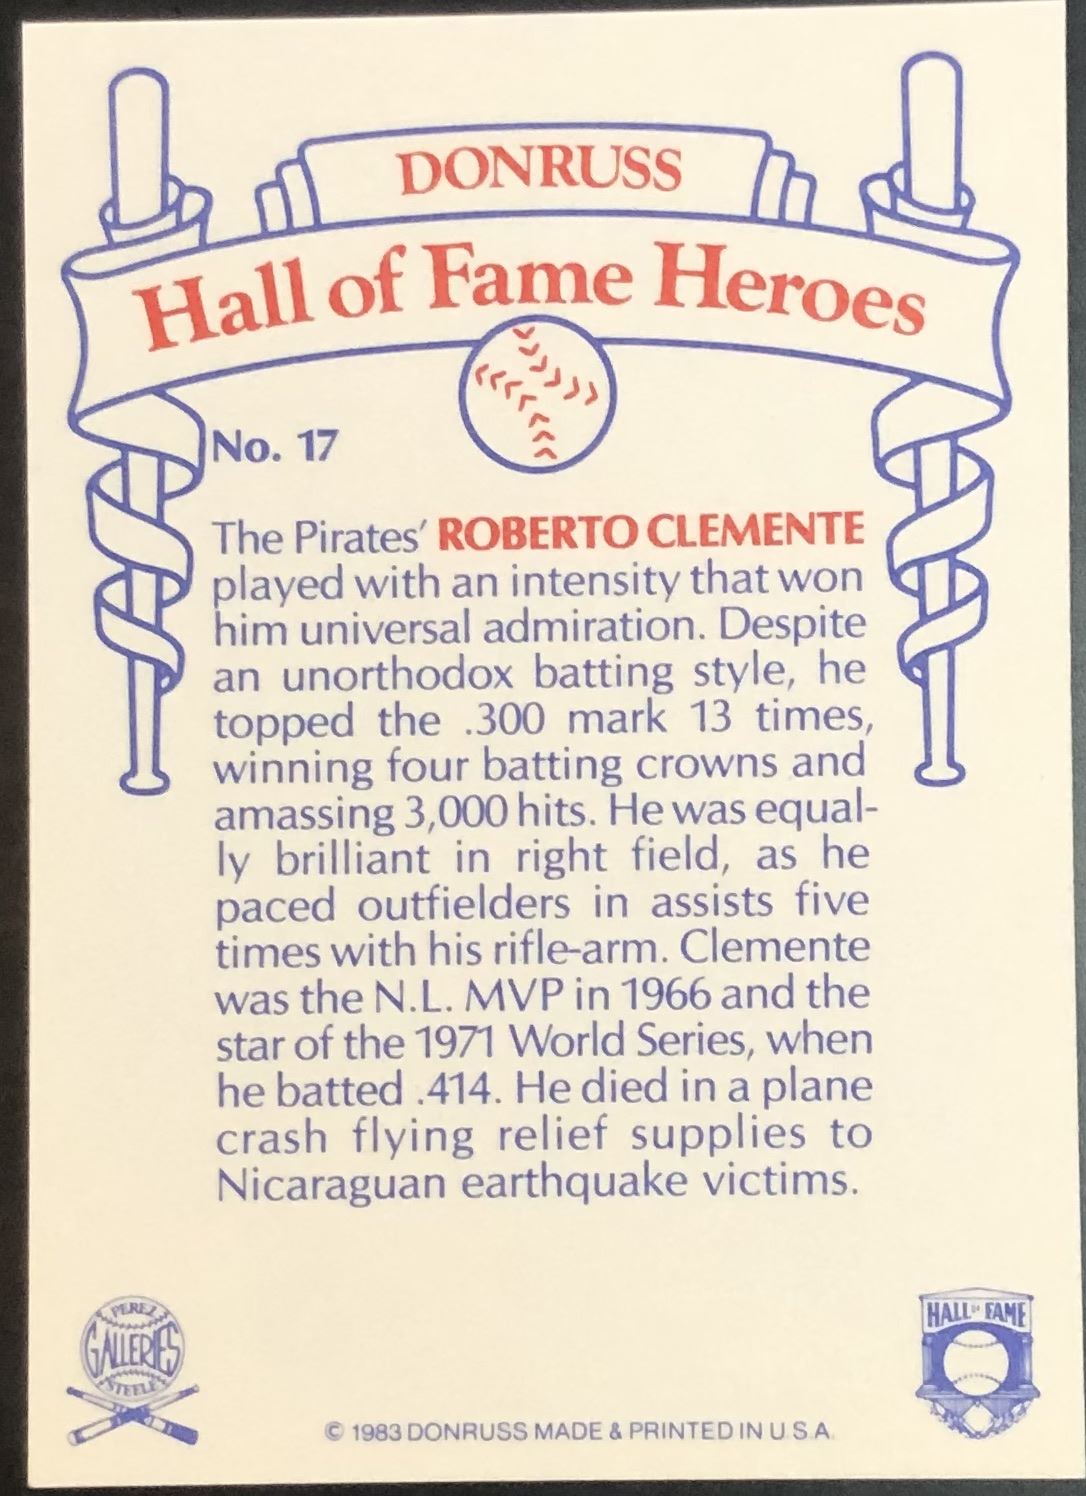 DONRUSS
Hall of Fame Heroes
No. 17
The Pirates' ROBERTO CLEMENTE
played with an intensity that won
him universal admiration. Despite
an unorthodox batting style, he
topped the .300 mark 13 times,
winning four batting crowns and
amassing 3,000 hits. He was equal-
ly brilliant in right field, as he
paced outfielders in assists five
times with his rifle-arm. Clemente
was the N.L. MVP in 1966 and the
star of the 1971 World Series, when
he batted .414. He died in a plane
crash flying relief supplies to
Nicaraguan earthquake victims.
PEREZ
GALLERIES
STEELE
HALL OF FAME
© 1983 DONRUSS MADE & PRINTED IN U.S.A.